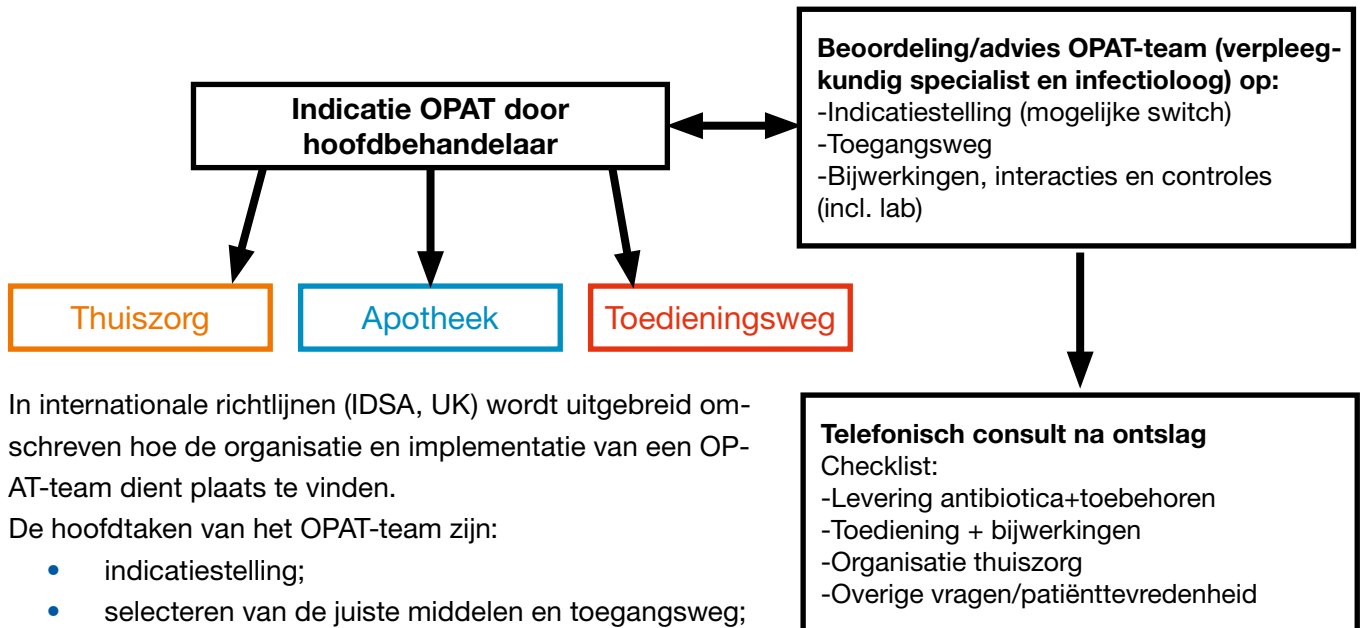 Indicatie OPAT door
hoofdbehandelaar
Beoordeling/advies OPAT-team (verpleeg-
kundig specialist en infectioloog) op:
-Indicatiestelling (mogelijke switch)
-Toegangsweg
-Bijwerkingen, interacties en controles
(incl. lab)
Thuiszorg
Apotheek
Toedieningsweg
In internationale richtlijnen (IDSA, UK) wordt uitgebreid om-
schreven hoe de organisatie en implementatie van een OP-
AT-team dient plaats te vinden.
De hoofdtaken van het OPAT-team zijn:
• indicatiestelling;
• selecteren van de juiste middelen en toegangsweg;
Telefonisch consult na ontslag
Checklist:
-Levering antibiotica+toebehoren
-Toediening + bijwerkingen
-Organisatie thuiszorg
-Overige vragen/patiënttevredenheid